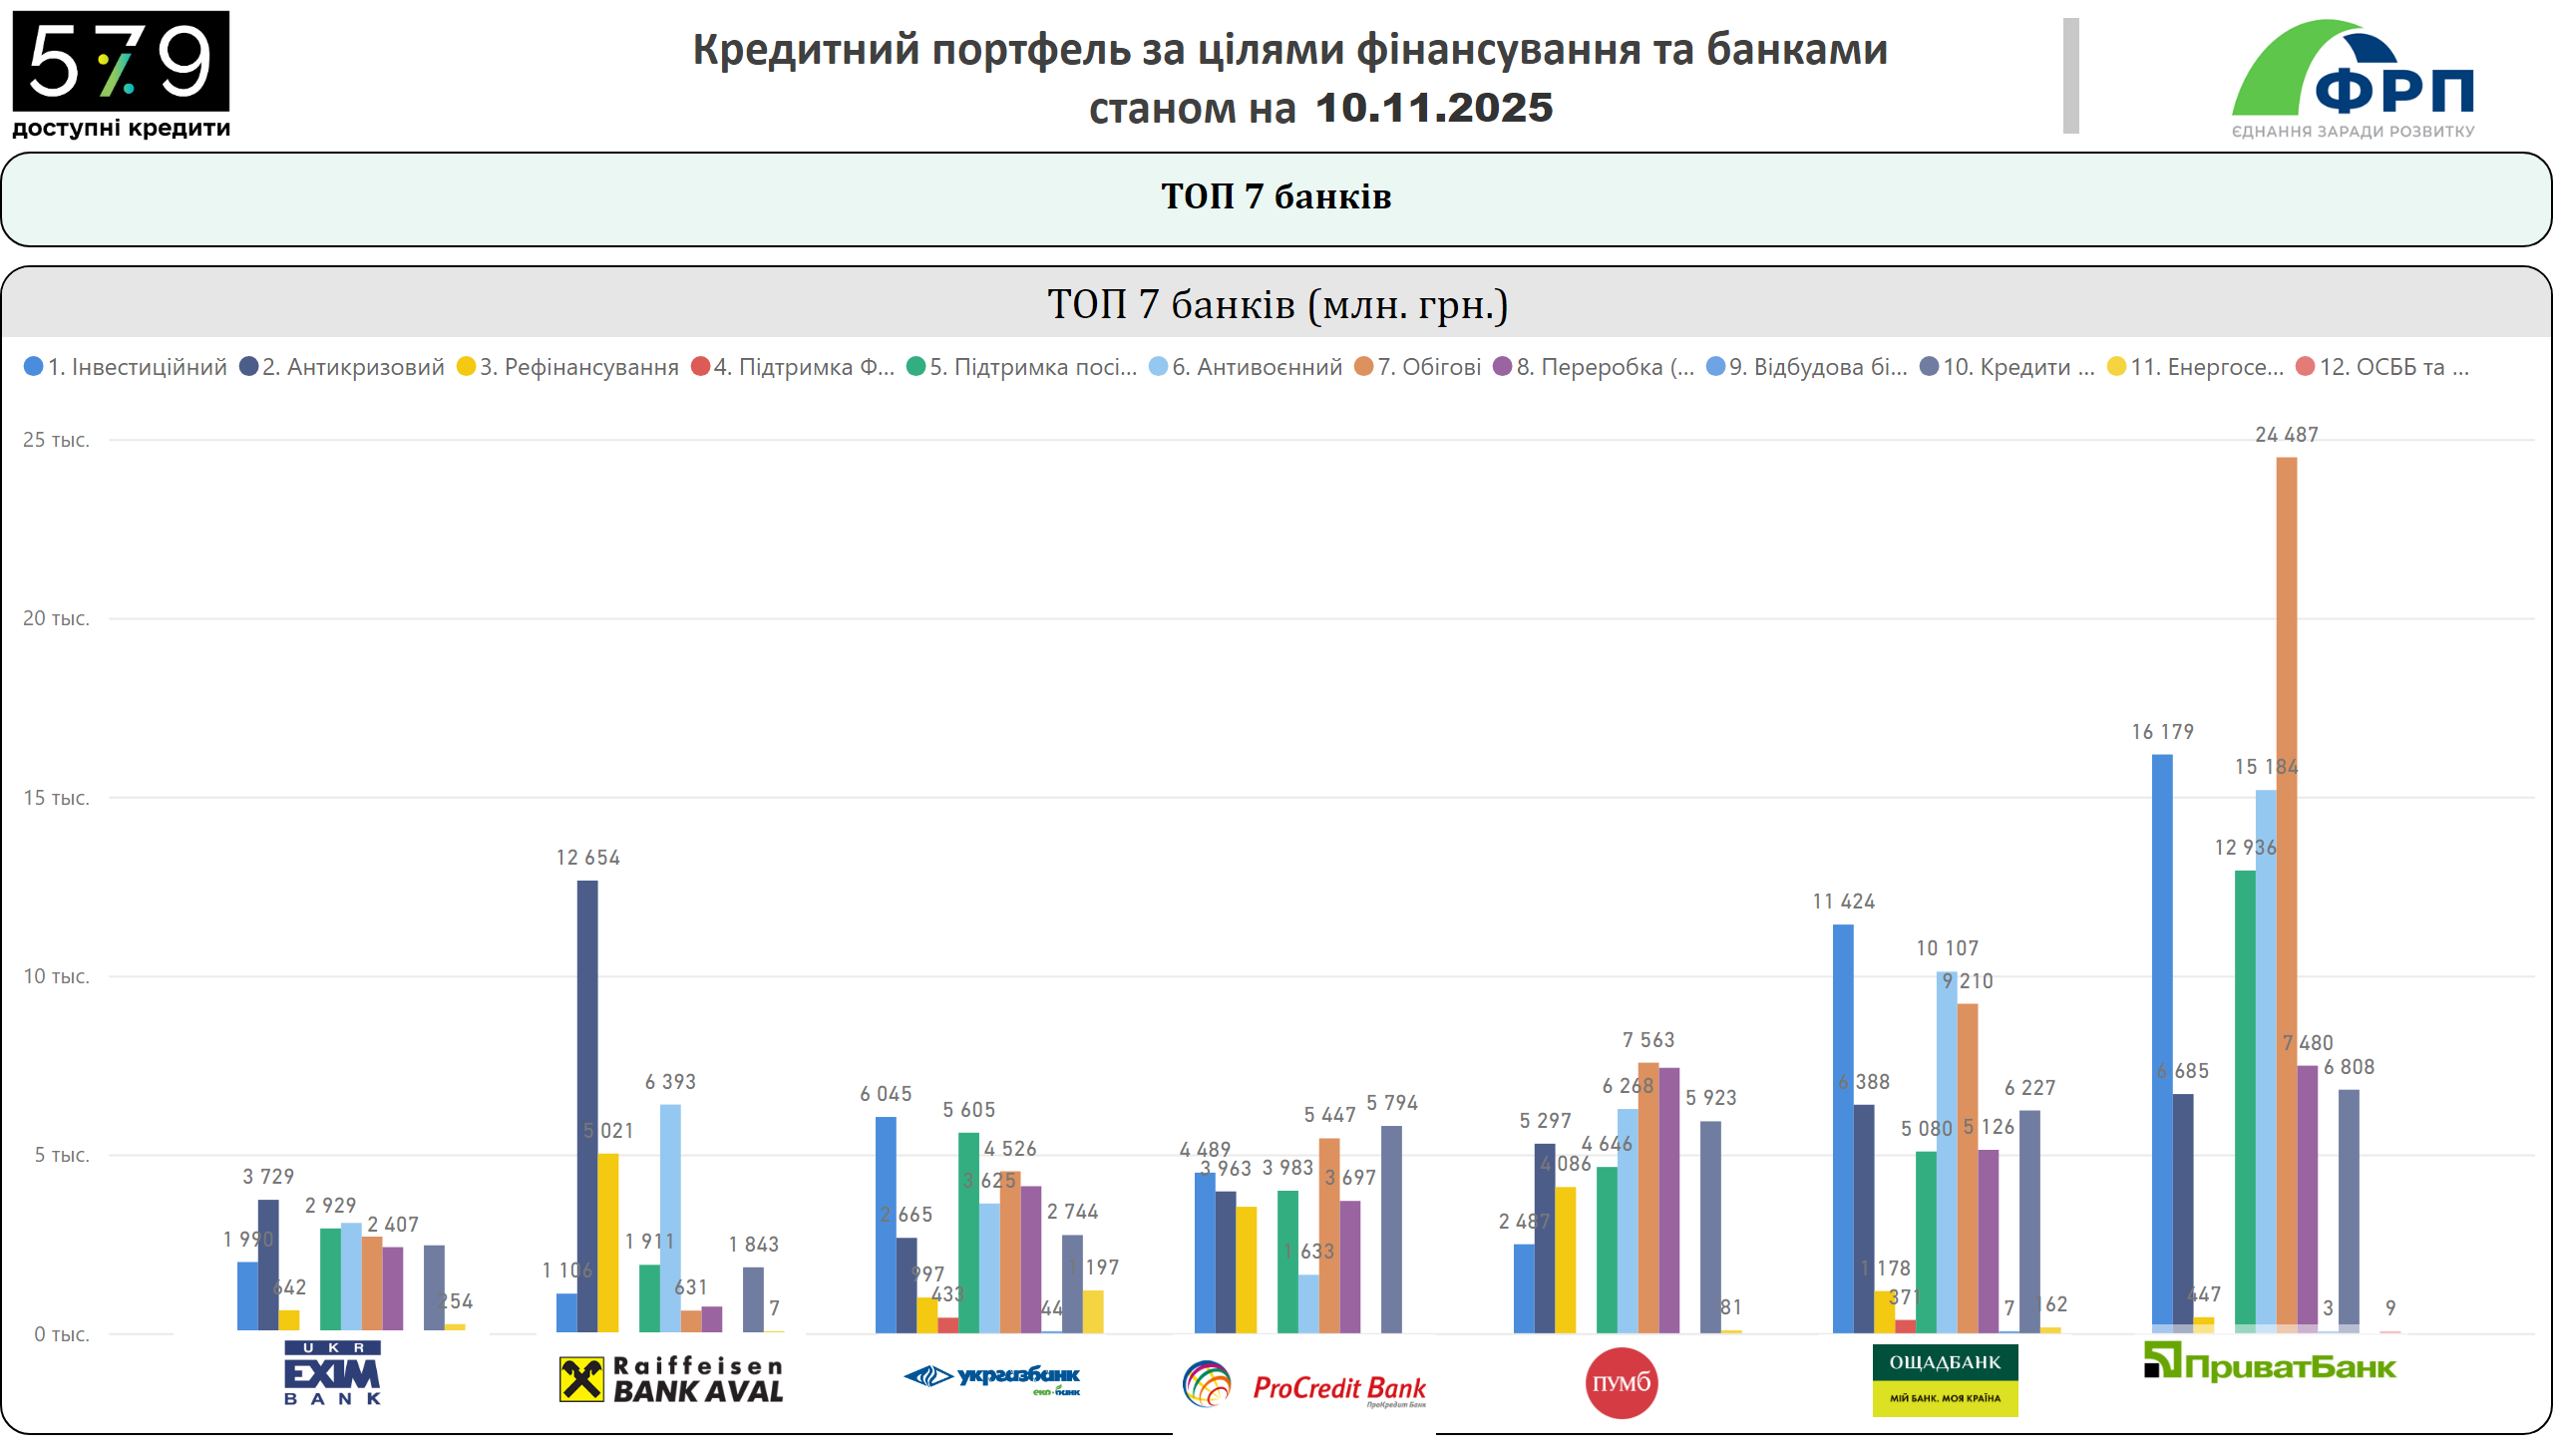 5%79
доступні кредити
Кредитний портфель за цілями фінансування та банками
станом на 10.11.2025
ФРП
ЄДНАННЯ ЗАРАДИ РОЗВИТКУ
ТОП 7 банків
ТОП 7 банків (млн. грн.)
1. Інвестиційний 2. Антикризовий 3. Рефінансування 4. Підтримка Ф... 5. Підтримка посі... 6. Антивоєнний 7. Обігові 8. Переробка (... 9. Відбудова бі... 10. Кредити ... 11. Енергосе... 12. ОСББ та ...
25 тыс.
20 тыс.
15 тыс.
10 тыс.
5 тыс.
0 тыс.
1 990
3 729
642
2 929
2 407
254
1 106
12 654
5 021
1 911
6 393
631
1 843
7
6 045
2 665
997
433
5 605
3 625
4 526
44
2 744
1 197
4 489
3 963
3 983
1 633
5 447
3 697
5 794
2 487
5 297
4 086
4 646
6 268
7 563
5 923
81
11 424
6 388
1 178
371
5 080
10 107
9 210
5 126
7
6 227
162
16 179
6 685
447
12 936
15 184
24 487
7 480
3
6 808
9
UKR
EXIM
BANK
Raiffeisen
BANK AVAL
укргазбанк
еко-банк
ProCredit Bank
ПроКредит Банк
ПУМБ
ОЩАДБАНК
МІЙ БАНК. МОЯ КРАЇНА
ПриватБанк